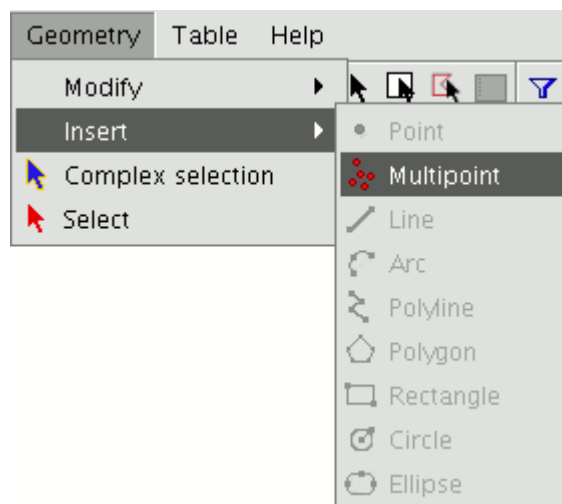 Geometry Table Help
Modify
Insert
Complex selection
Select
Point
Multipoint
Line
Arc
Polyline
Polygon
Rectangle
Circle
Ellipse